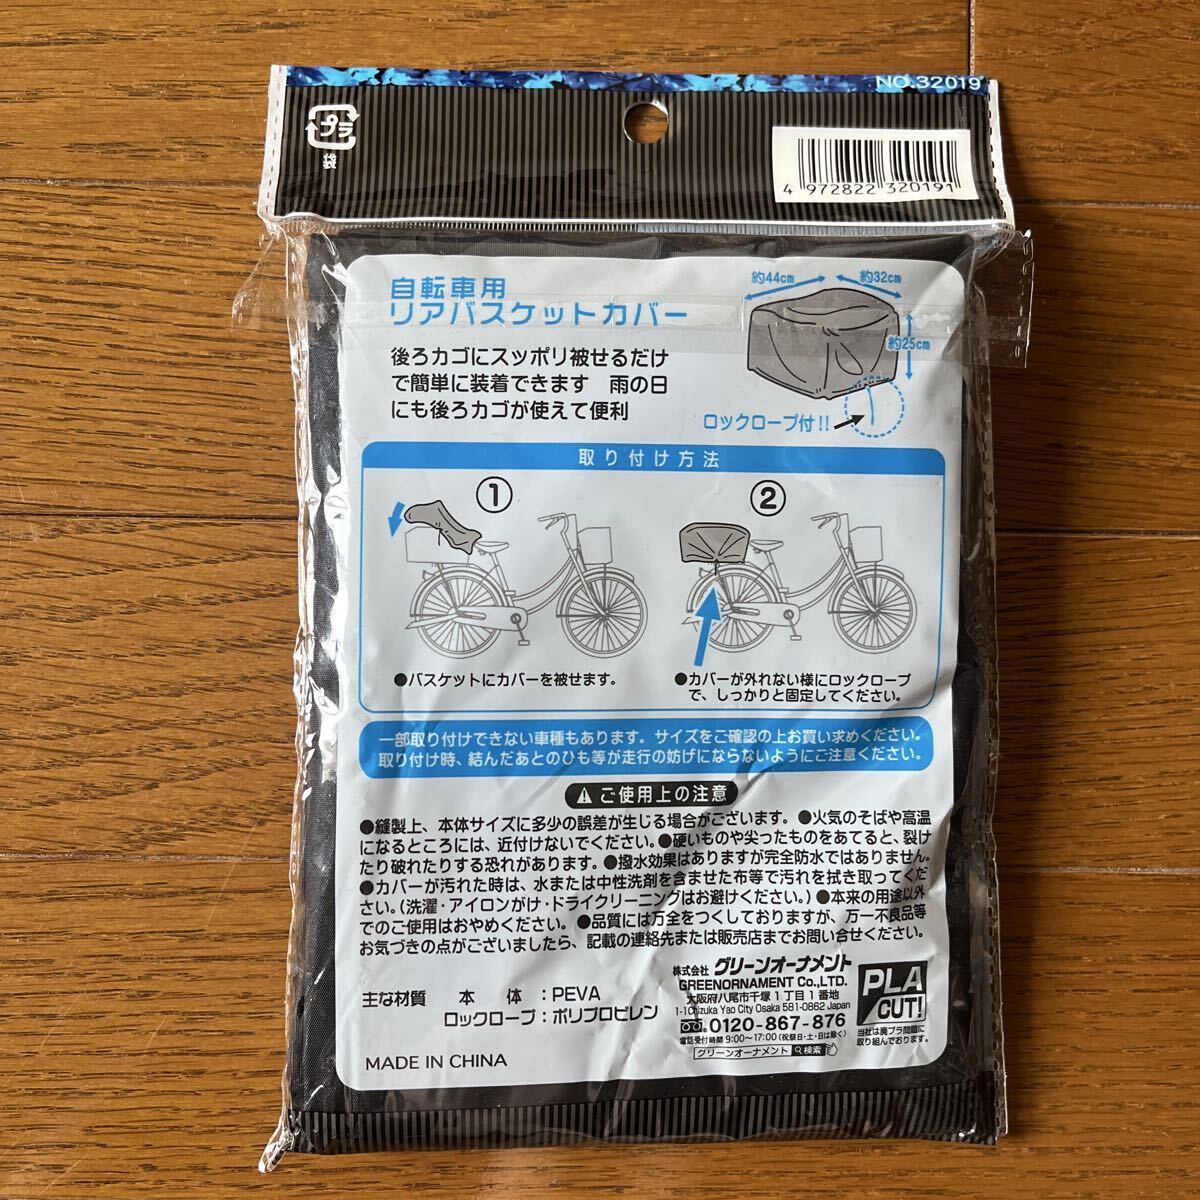 NO.32019
プラ
袋
4 972822 320191
自転車用
リアバスケットカバー
後ろカゴにスッポリ被せるだけ
で簡単に装着できます 雨の日
にも後ろカゴが使えて便利
約44cm
約32cm
約25cm
ロックロープ付!!
取り付け方法
①
②
●バスケットにカバーを被せます。
●カバーが外れない様にロックロープ
で、しっかりと固定してください。
一部取り付けできない車種もあります。サイズをご確認の上お買い求めください。
取り付け時、結んだあとのひも等が走行の妨げにならないようにご注意ください。
ご使用上の注意
●縫製上、本体サイズに多少の誤差が生じる場合がございます。●火気のそばや高温
になるところには、近付けないでください。●硬いものや尖ったものをあてると、裂け
たり破れたりする恐れがあります。●撥水効果はありますが完全防水ではありません。
●カバーが汚れた時は、水または中性洗剤を含ませた布等で汚れを拭き取ってくだ
さい。(洗濯・アイロンがけ・ドライクリーニングはお避けください。)●本来の用途以外
でのご使用はおやめください。●品質には万全をつくしておりますが、万一不良品等
お気づきの点がございましたら、記載の連絡先または販売店までお問い合せください。
主な材質 本 体:PEVA
ロックロープ:ポリプロピレン
MADE IN CHINA
株式会社 グリーンオーナメント
GREENORNAMENT Co.,LTD.
大阪府八尾市千塚1丁目1番地
1-1Chizuka Yao City Osaka 581-0862 Japan
0120-867-876
電話受付時間 9:00〜17:00(祝祭日・土・日は除く)
グリーンオーナメント 検索
PLA
CUT!
当社は廃プラ問題に
取り組んでおります。